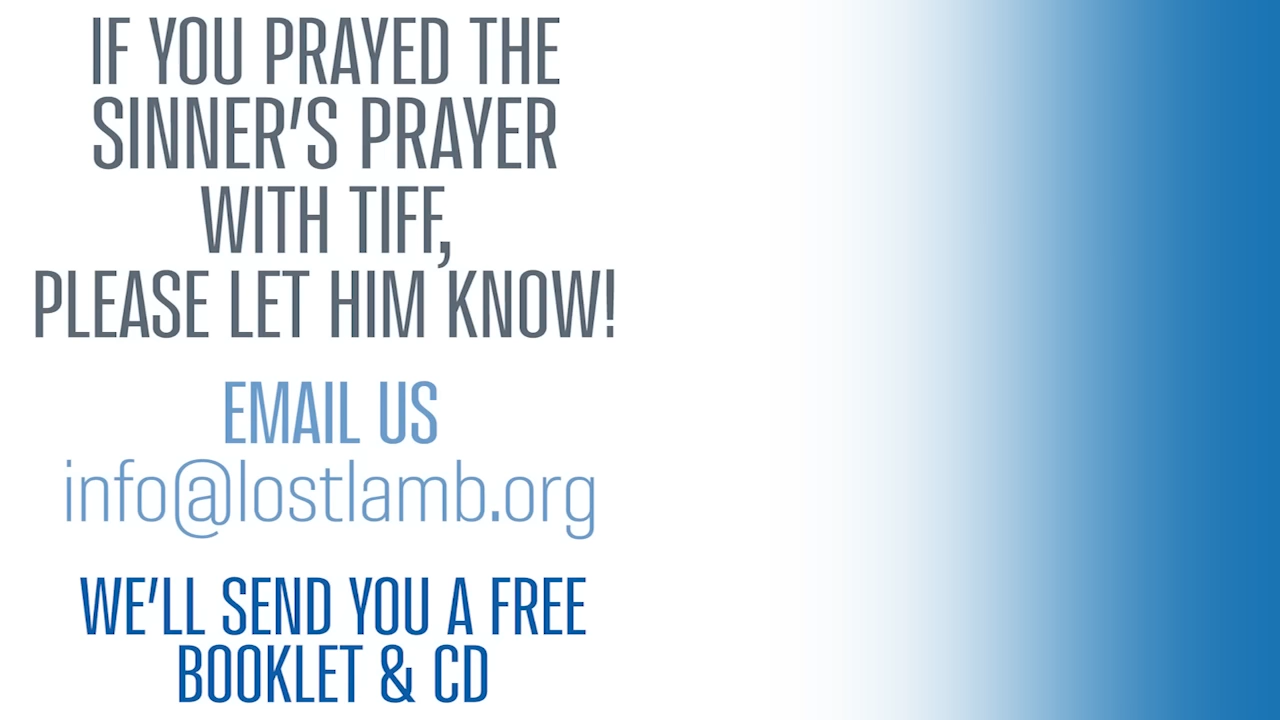 IF YOU PRAYED THE
SINNER'S PRAYER
WITH TIFF,
PLEASE LET HIM KNOW!
EMAIL US
info@lostlamb.org
WE'LL SEND YOU A FREE
BOOKLET & CD